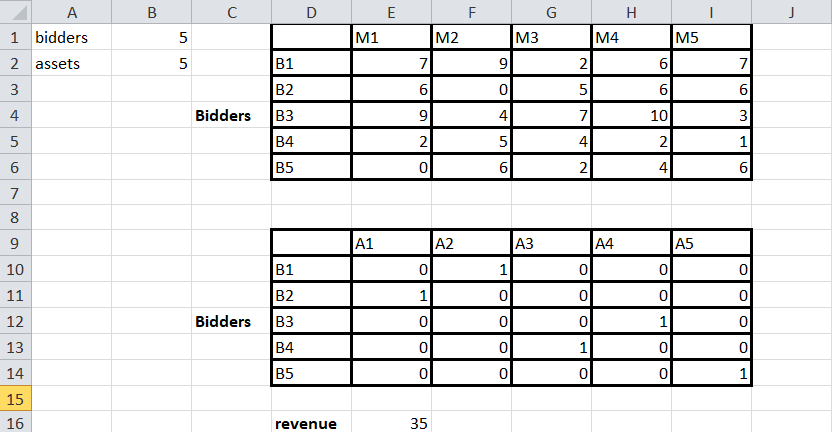 A B C D E F G H I J
1 bidders 5 M1 M2 M3 M4 M5
2 assets 5 B1 7 9 2 6 7
3 B2 6 0 5 6 6
4 Bidders B3 9 4 7 10 3
5 B4 2 5 4 2 1
6 B5 0 6 2 4 6
7
8
9 A1 A2 A3 A4 A5
10 B1 0 1 0 0 0
11 B2 1 0 0 0 0
12 Bidders B3 0 0 0 1 0
13 B4 0 0 1 0 0
14 B5 0 0 0 0 1
15
16 revenue 35